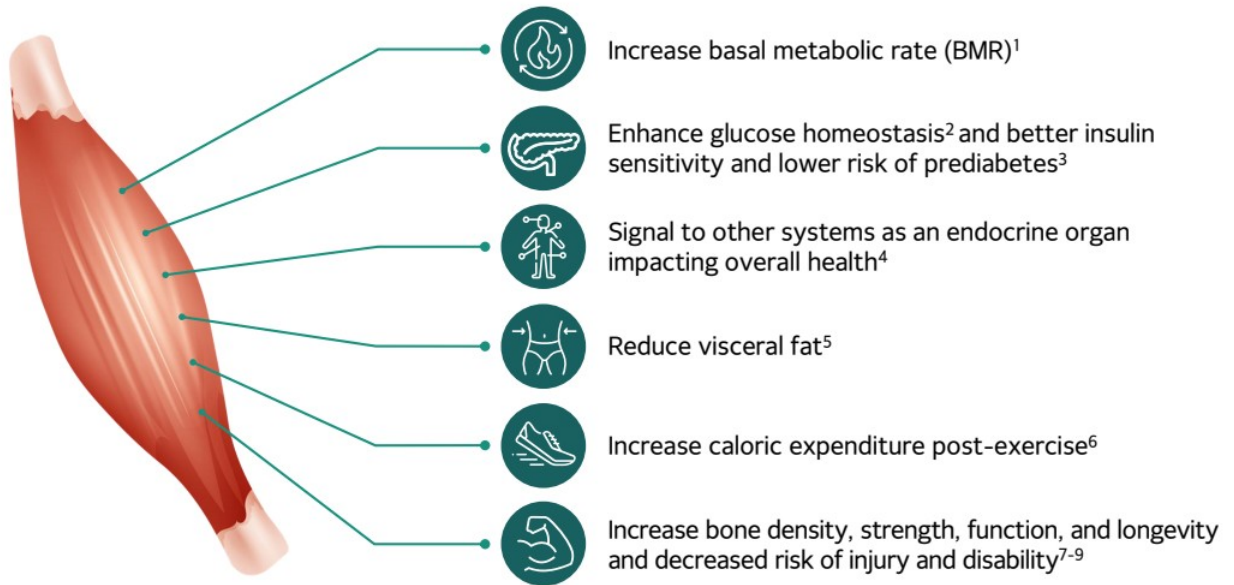 Increase basal metabolic rate (BMR)¹
Enhance glucose homeostasis² and better insulin
sensitivity and lower risk of prediabetes³
Signal to other systems as an endocrine organ
impacting overall health⁴
Reduce visceral fat⁵
Increase caloric expenditure post-exercise⁶
Increase bone density, strength, function, and longevity
and decreased risk of injury and disability⁷⁻⁹